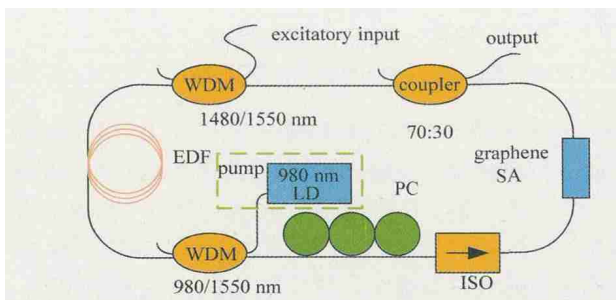 excitatory input
output
WDM
coupler
1480/1550 nm
70:30
EDF
pump
980 nm
LD
PC
graphene
SA
WDM
980/1550 nm
ISO